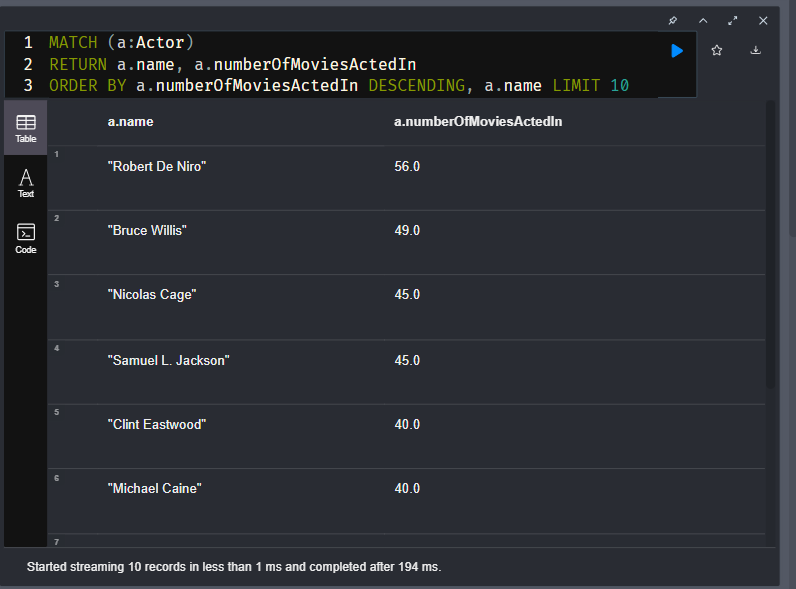 1 MATCH (a:Actor)
2 RETURN a.name, a.numberOfMoviesActedIn
3 ORDER BY a.numberOfMoviesActedIn DESCENDING, a.name LIMIT 10
Table
Text
Code
a.name a.numberOfMoviesActedIn
1 "Robert De Niro" 56.0
2 "Bruce Willis" 49.0
3 "Nicolas Cage" 45.0
4 "Samuel L. Jackson" 45.0
5 "Clint Eastwood" 40.0
6 "Michael Caine" 40.0
7
Started streaming 10 records in less than 1 ms and completed after 194 ms.